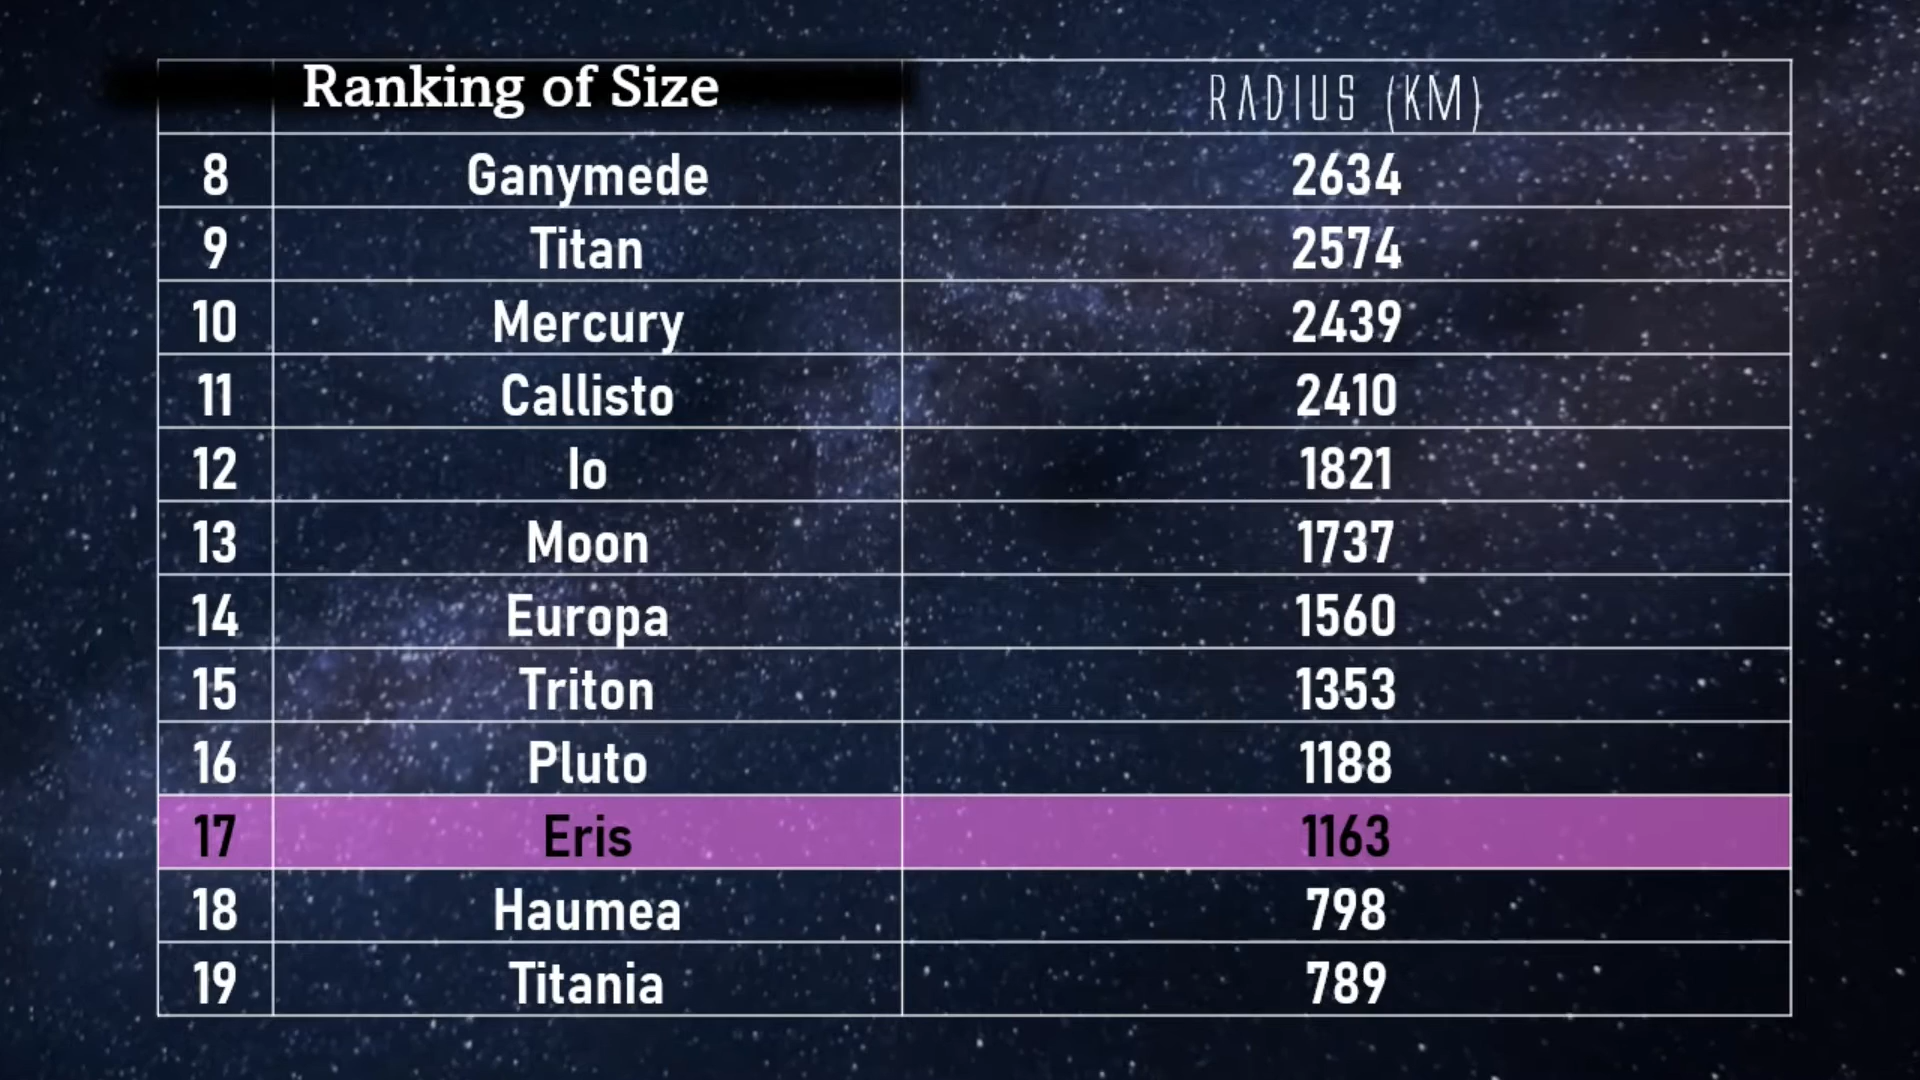 Ranking of Size RADIUS (KM)
8 Ganymede 2634
9 Titan 2574
10 Mercury 2439
11 Callisto 2410
12 Io 1821
13 Moon 1737
14 Europa 1560
15 Triton 1353
16 Pluto 1188
17 Eris 1163
18 Haumea 798
19 Titania 789